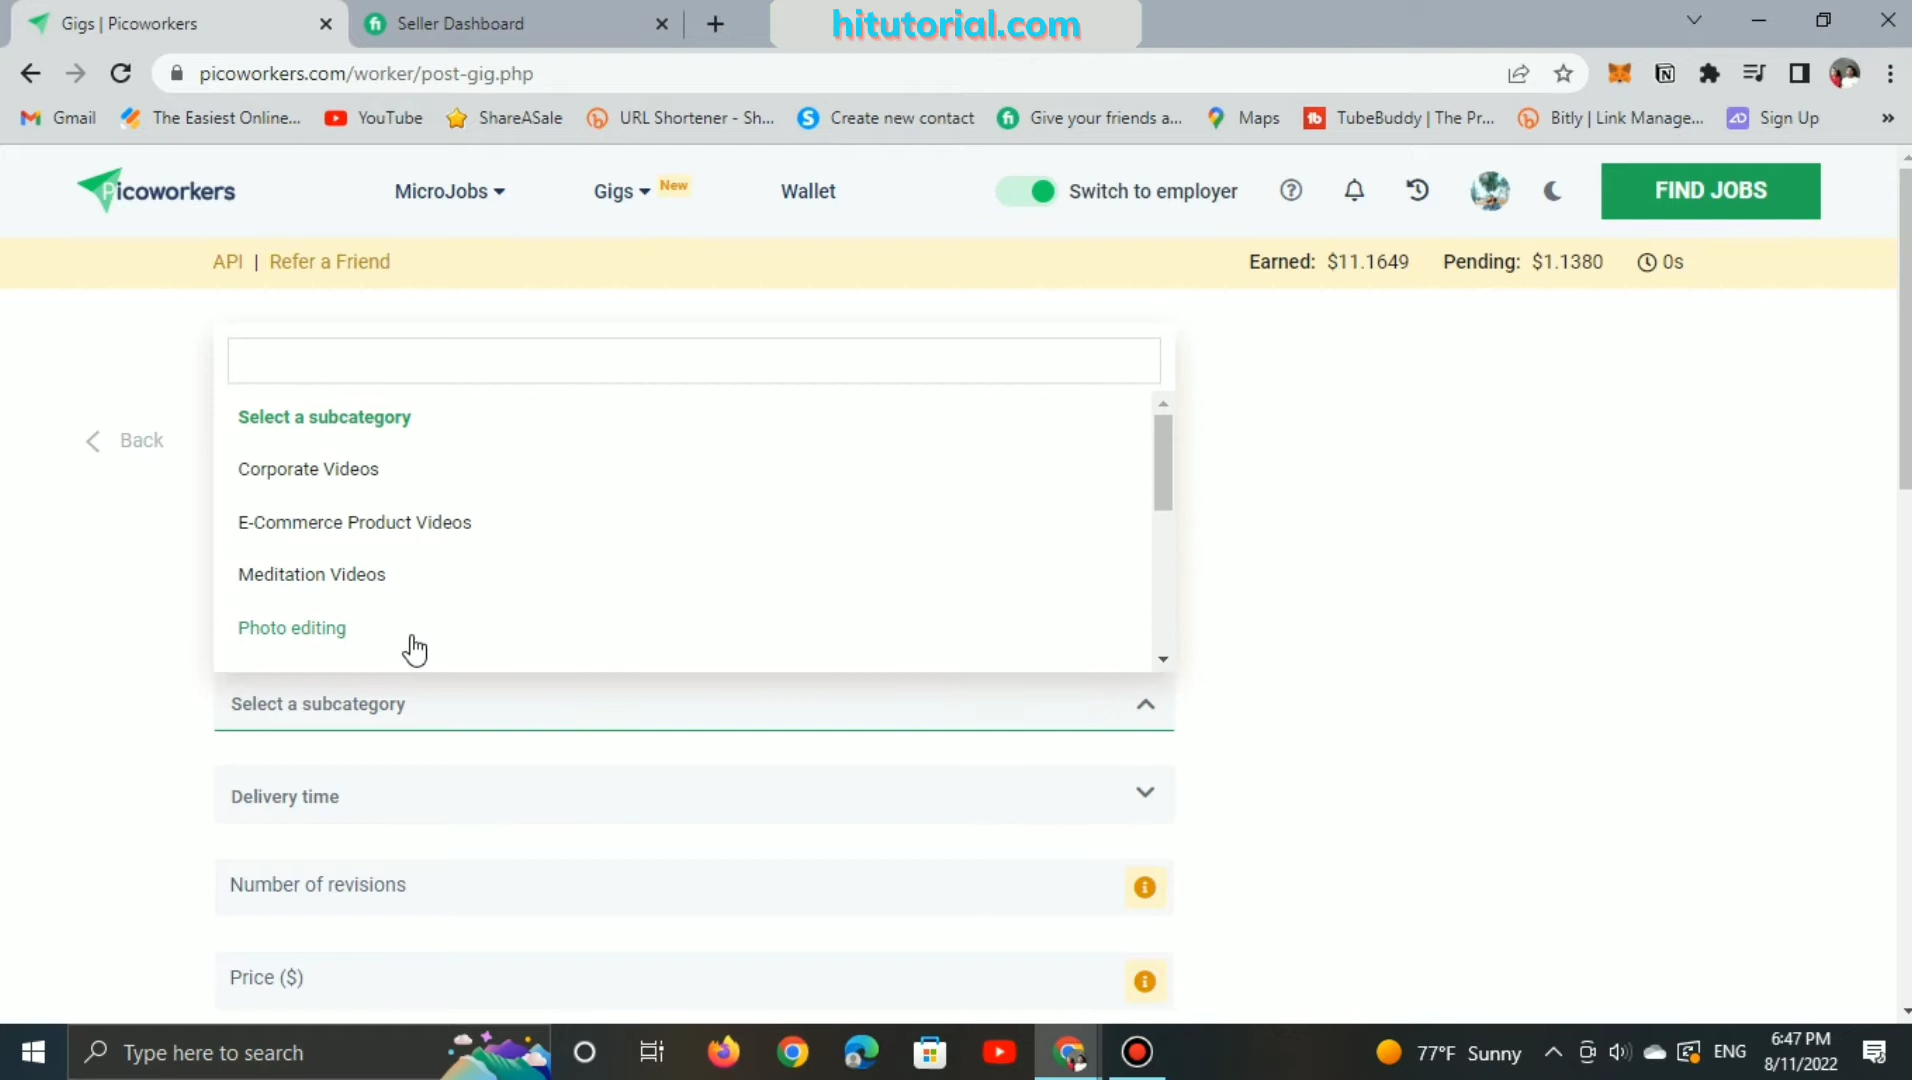 Gigs | Picoworkers
Seller Dashboard
hitutorial.com
picoworkers.com/worker/post-gig.php
Gmail
The Easiest Online...
YouTube
ShareASale
URL Shortener - Sh...
Create new contact
Give your friends a...
Maps
TubeBuddy | The Pr...
Bitly | Link Manage...
Sign Up
»
Picoworkers
MicroJobs
Gigs
New
Wallet
Switch to employer
FIND JOBS
API | Refer a Friend
Earned: $11.1649
Pending: $1.1380
0s
Back
Select a subcategory
Corporate Videos
E-Commerce Product Videos
Meditation Videos
Photo editing
Select a subcategory
Delivery time
Number of revisions
Price ($)
Type here to search
77°F Sunny
ENG
6:47 PM
8/11/2022